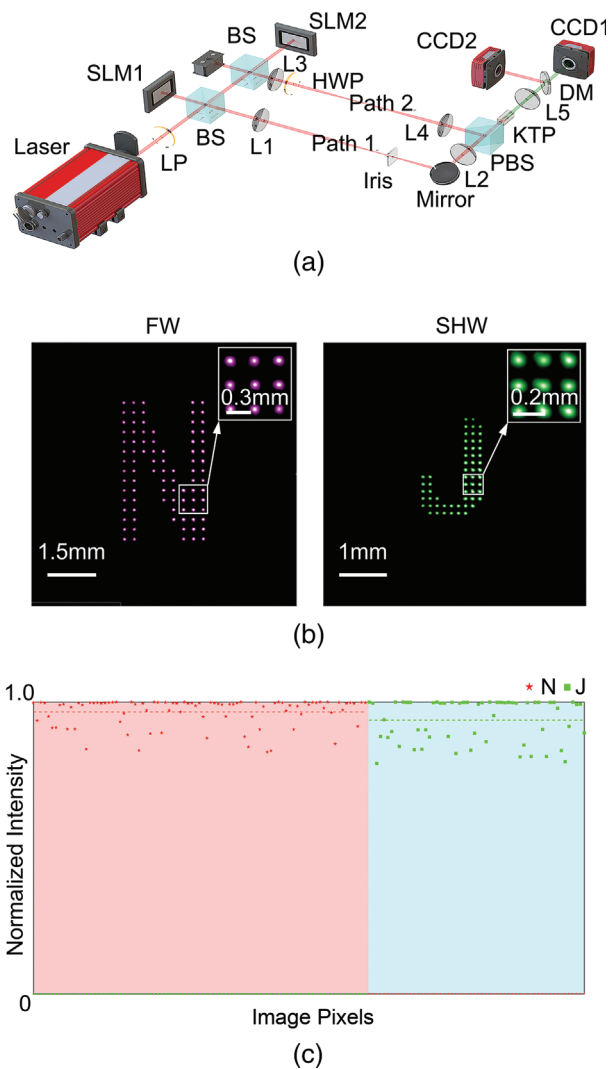 BS
SLM2
CCD1
CCD2
SLM1
L3
HWP
DM
L5
Path 2
L4
KTP
Laser
LP
BS
L1
Path 1
PBS
L2
Iris
Mirror
(a)
FW
SHW
0.3mm
0.2mm
1.5mm
1mm
(b)
N J
1.0
Normalized Intensity
0
Image Pixels
(c)